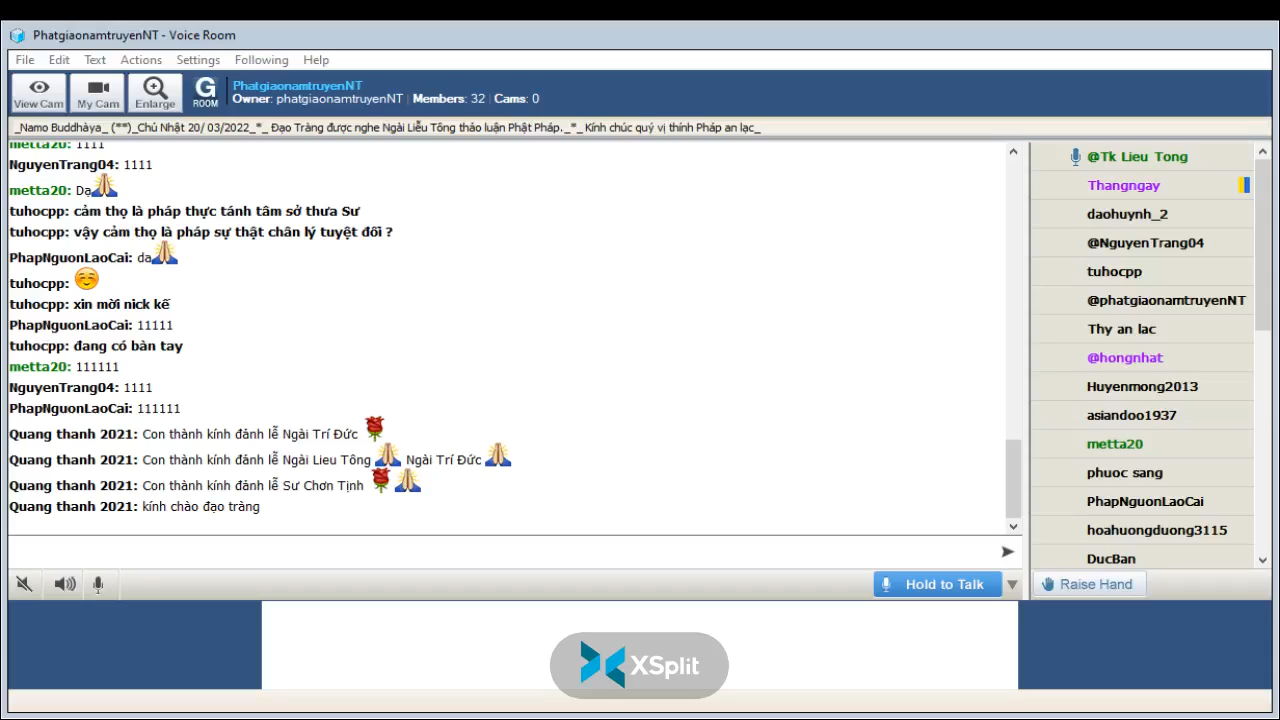 PhatgiaonamtruyenNT - Voice Room
File Edit Text Actions Settings Following Help
View Cam My Cam Enlarge G ROOM
PhatgiaonamtruyenNT
Owner: phatgiaonamtruyenNT | Members: 32 | Cams: 0
_Namo Buddhàya_ (**)_Chủ Nhật 20/ 03/2022_*_ Đạo Tràng được nghe Ngài Liễu Tông thảo luận Phật Pháp._*_ Kính chúc quý vị thính Pháp an lạc_
metta20: 1111
NguyenTrang04: 1111
metta20: Dạ
tuhocpp: cảm thọ là pháp thực tánh tâm sở thưa Sư
tuhocpp: vậy cảm thọ là pháp sự thật chân lý tuyệt đối ?
PhapNguonLaoCai: da
tuhocpp:
tuhocpp: xin mời nick kế
PhapNguonLaoCai: 11111
tuhocpp: đang có bàn tay
metta20: 111111
NguyenTrang04: 1111
PhapNguonLaoCai: 111111
Quang thanh 2021: Con thành kính đảnh lễ Ngài Trí Đức
Quang thanh 2021: Con thành kính đảnh lễ Ngài Lieu Tông Ngài Trí Đức
Quang thanh 2021: Con thành kính đảnh lễ Sư Chơn Tịnh
Quang thanh 2021: kính chào đạo tràng
@Tk Lieu Tong
Thangngay
daohuynh_2
@NguyenTrang04
tuhocpp
@phatgiaonamtruyenNT
Thy an lac
@hongnhat
Huyenmong2013
asiandoo1937
metta20
phuoc sang
PhapNguonLaoCai
hoahuongduong3115
DucBan
Hold to Talk
Raise Hand
XSplit